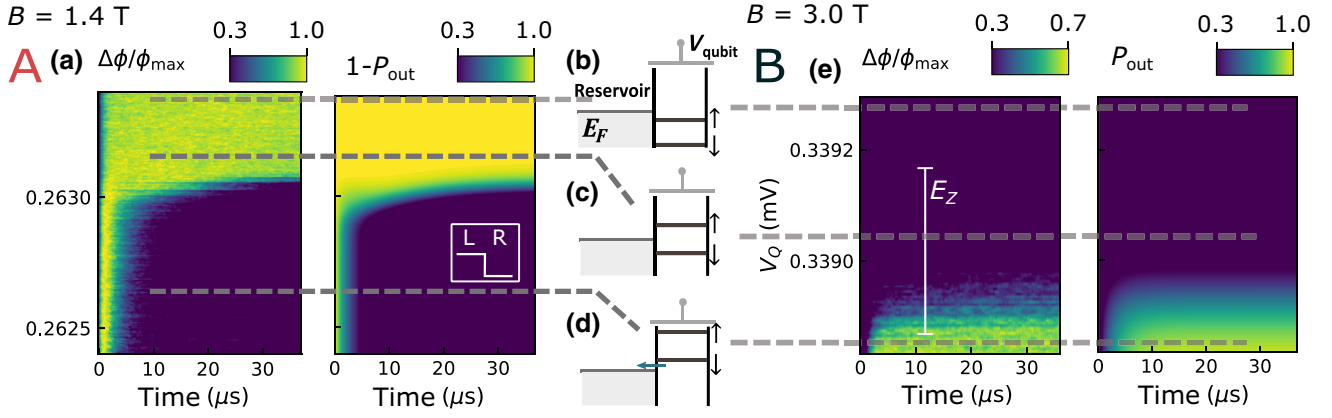 B = 1.4 T
A (a) Δϕ/ϕmax 0.3 1.0
1-Pout 0.3 1.0
0.2630
0.2625
0 10 20 30
Time (μs)
L R
0 10 20 30
Time (μs)
(b) Vqubit
Reservoir
EF
↑
↓
(c)
↑
↓
(d)
↑
↓
B = 3.0 T
B (e) Δϕ/ϕmax 0.3 0.7
Pout 0.3 1.0
VQ (mV)
0.3392
0.3390
EZ
0 10 20 30
Time (μs)
0 10 20 30
Time (μs)